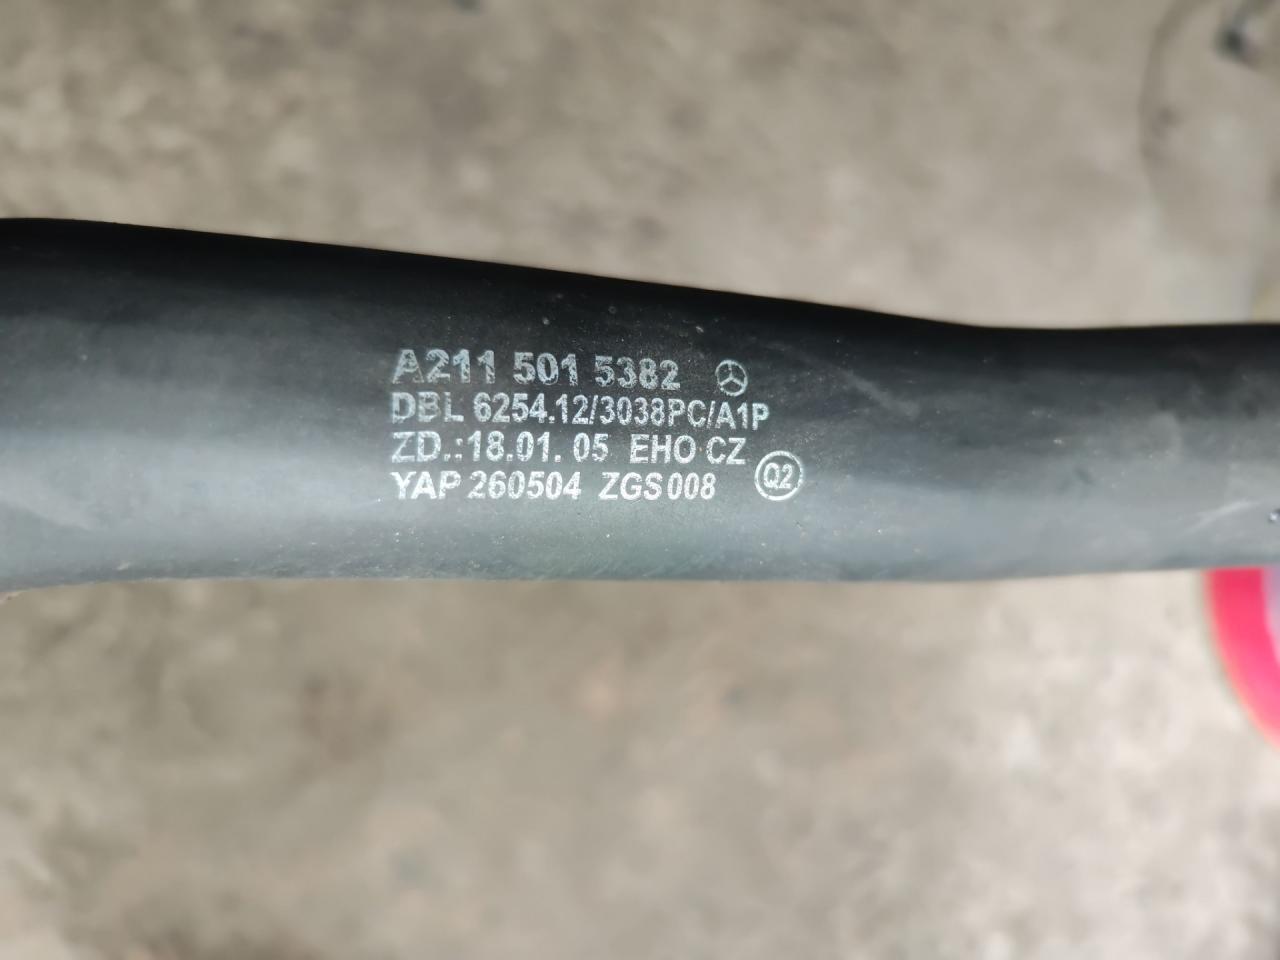 A211 501 5382
DBL 6254.12/3038PC/A1P
ZD.:18.01.05 EHO CZ
YAP 260504 ZGS008 Q2